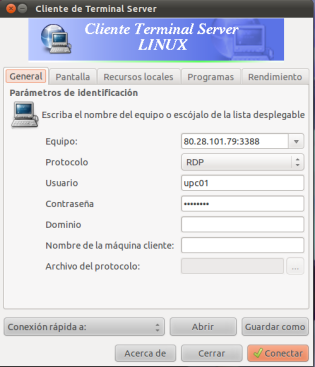 Cliente de Terminal Server
Cliente Terminal Server
LINUX
General Pantalla Recursos locales Programas Rendimiento
Parámetros de identificación
Escriba el nombre del equipo o escójalo de la lista desplegable
Equipo: 80.28.101.79:3388
Protocolo RDP
Usuario upc01
Contraseña ••••••••
Dominio
Nombre de la máquina cliente:
Archivo del protocolo: ...
Conexión rápida a: Abrir Guardar como
Acerca de Cerrar Conectar